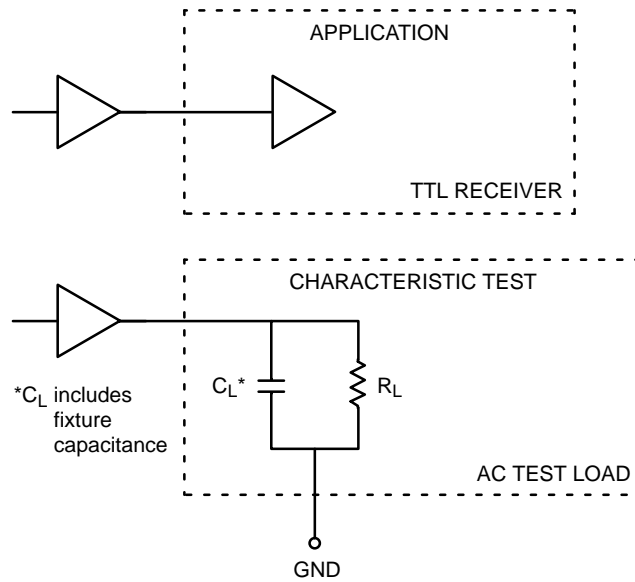 APPLICATION
TTL RECEIVER
CHARACTERISTIC TEST
*CL includes
fixture
capacitance
CL*
RL
AC TEST LOAD
GND